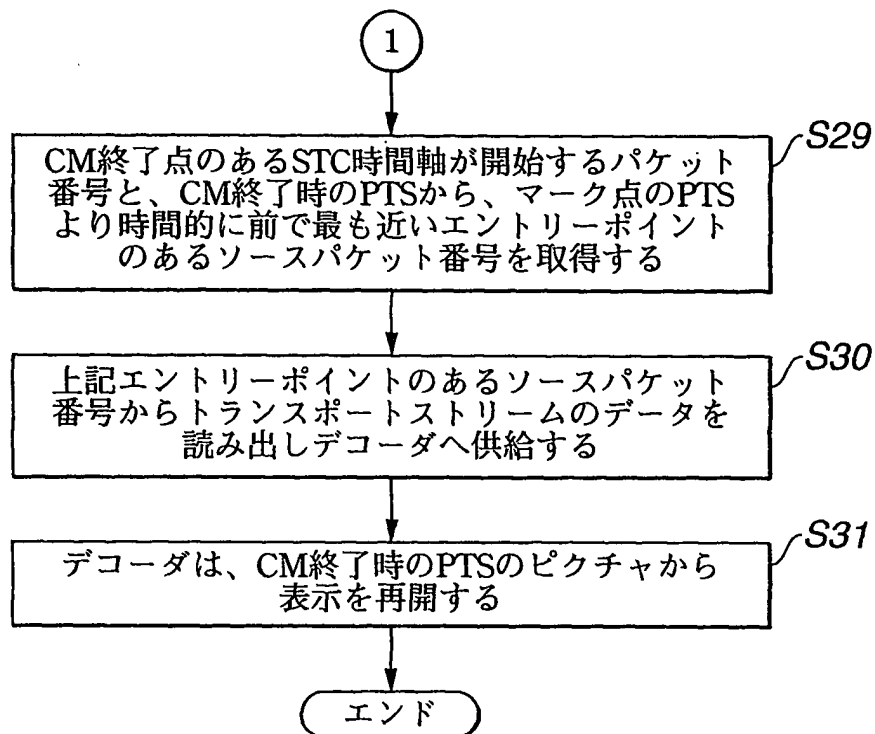 1
S29
CM終了点のあるSTC時間軸が開始するパケット
番号と、CM終了時のPTSから、マーク点のPTS
より時間的に前で最も近いエントリーポイント
のあるソースパケット番号を取得する
S30
上記エントリーポイントのあるソースパケット
番号からトランスポートストリームのデータを
読み出しデコーダへ供給する
S31
デコーダは、CM終了時のPTSのピクチャから
表示を再開する
エンド